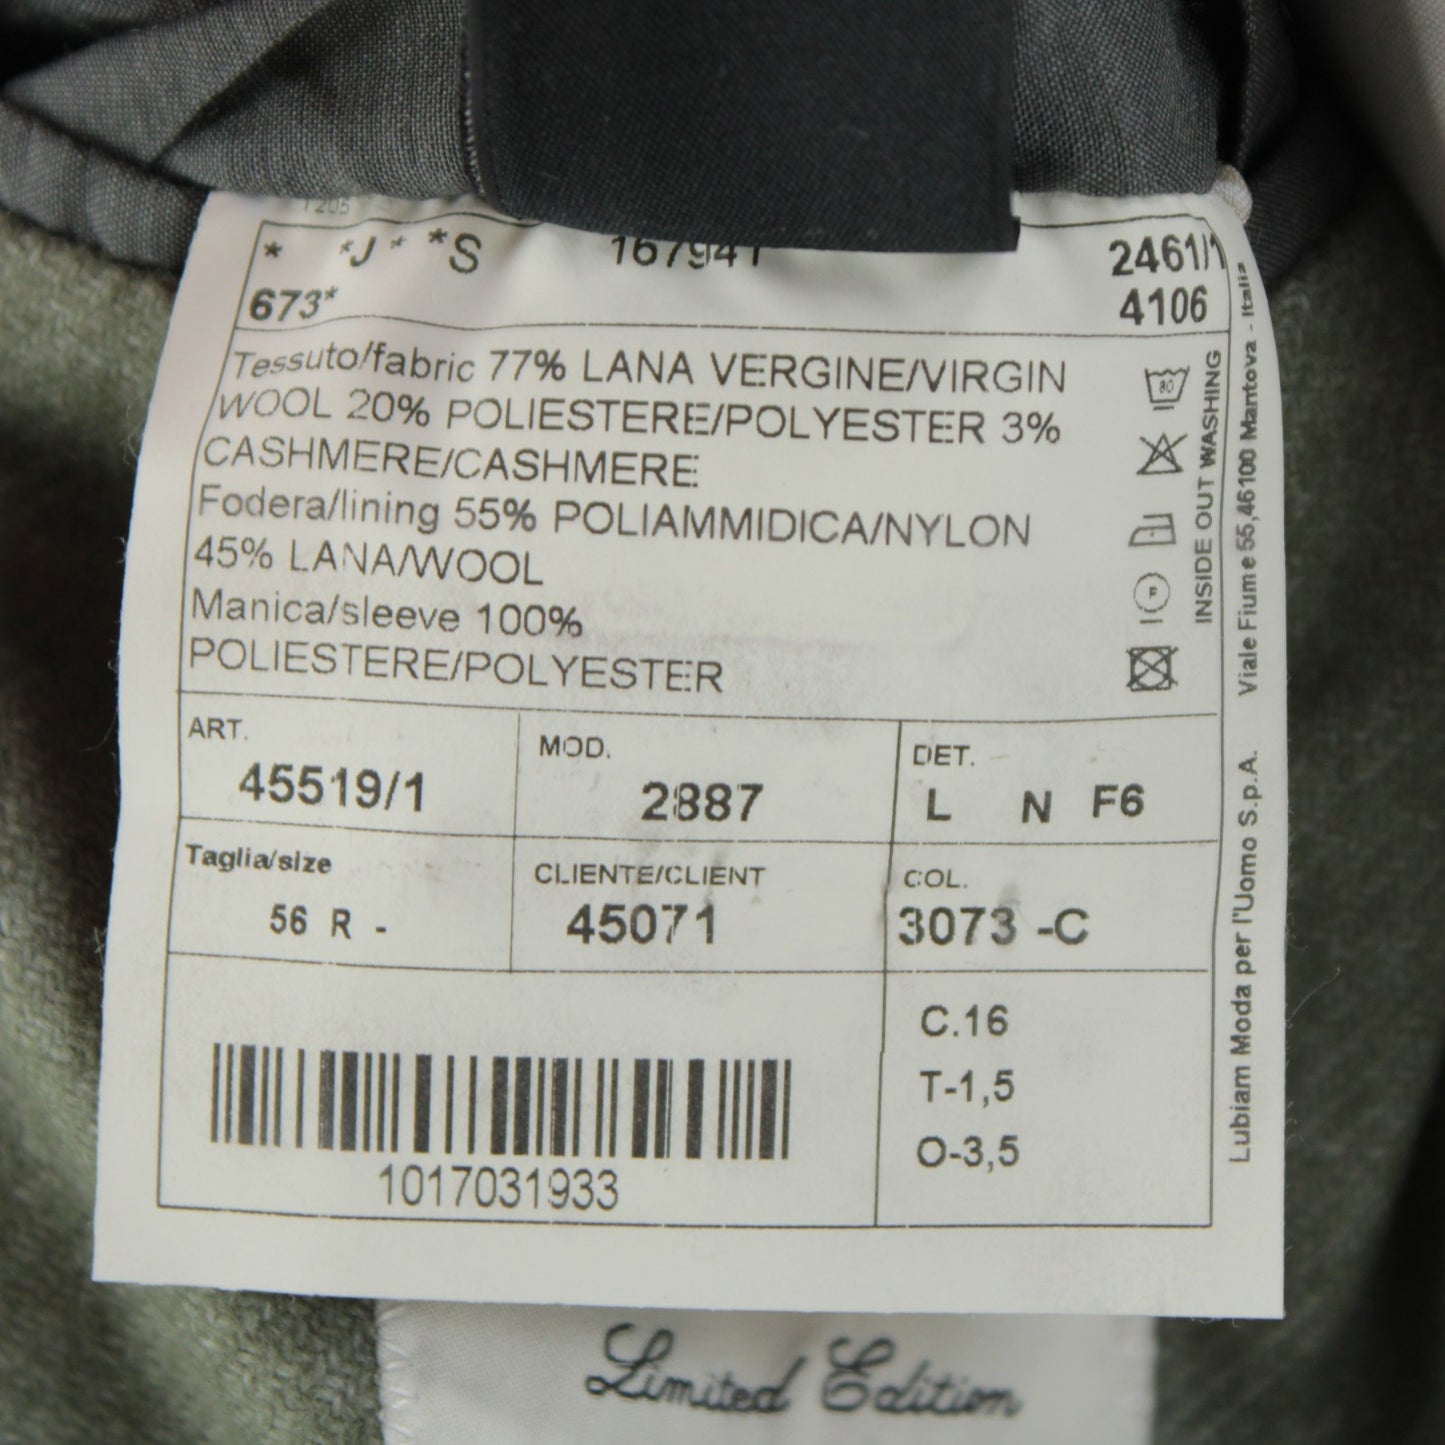 * *J* *S 167941 2461/1
673* 4106
Tessuto/fabric 77% LANA VERGINE/VIRGIN
WOOL 20% POLIESTERE/POLYESTER 3%
CASHMERE/CASHMERE
Fodera/lining 55% POLIAMMIDICA/NYLON
45% LANA/WOOL
Manica/sleeve 100%
POLIESTERE/POLYESTER
INSIDE OUT WASHING
Lubiam Moda per l'Uomo S.p.A. Viale Fiume 55,46100 Mantova - Italia
ART.
45519/1
MOD.
2887
DET.
L N F6
Taglia/size
56 R -
CLIENTE/CLIENT
45071
COL.
3073 -C
C.16
T-1,5
O-3,5
1017031933
Limited Edition